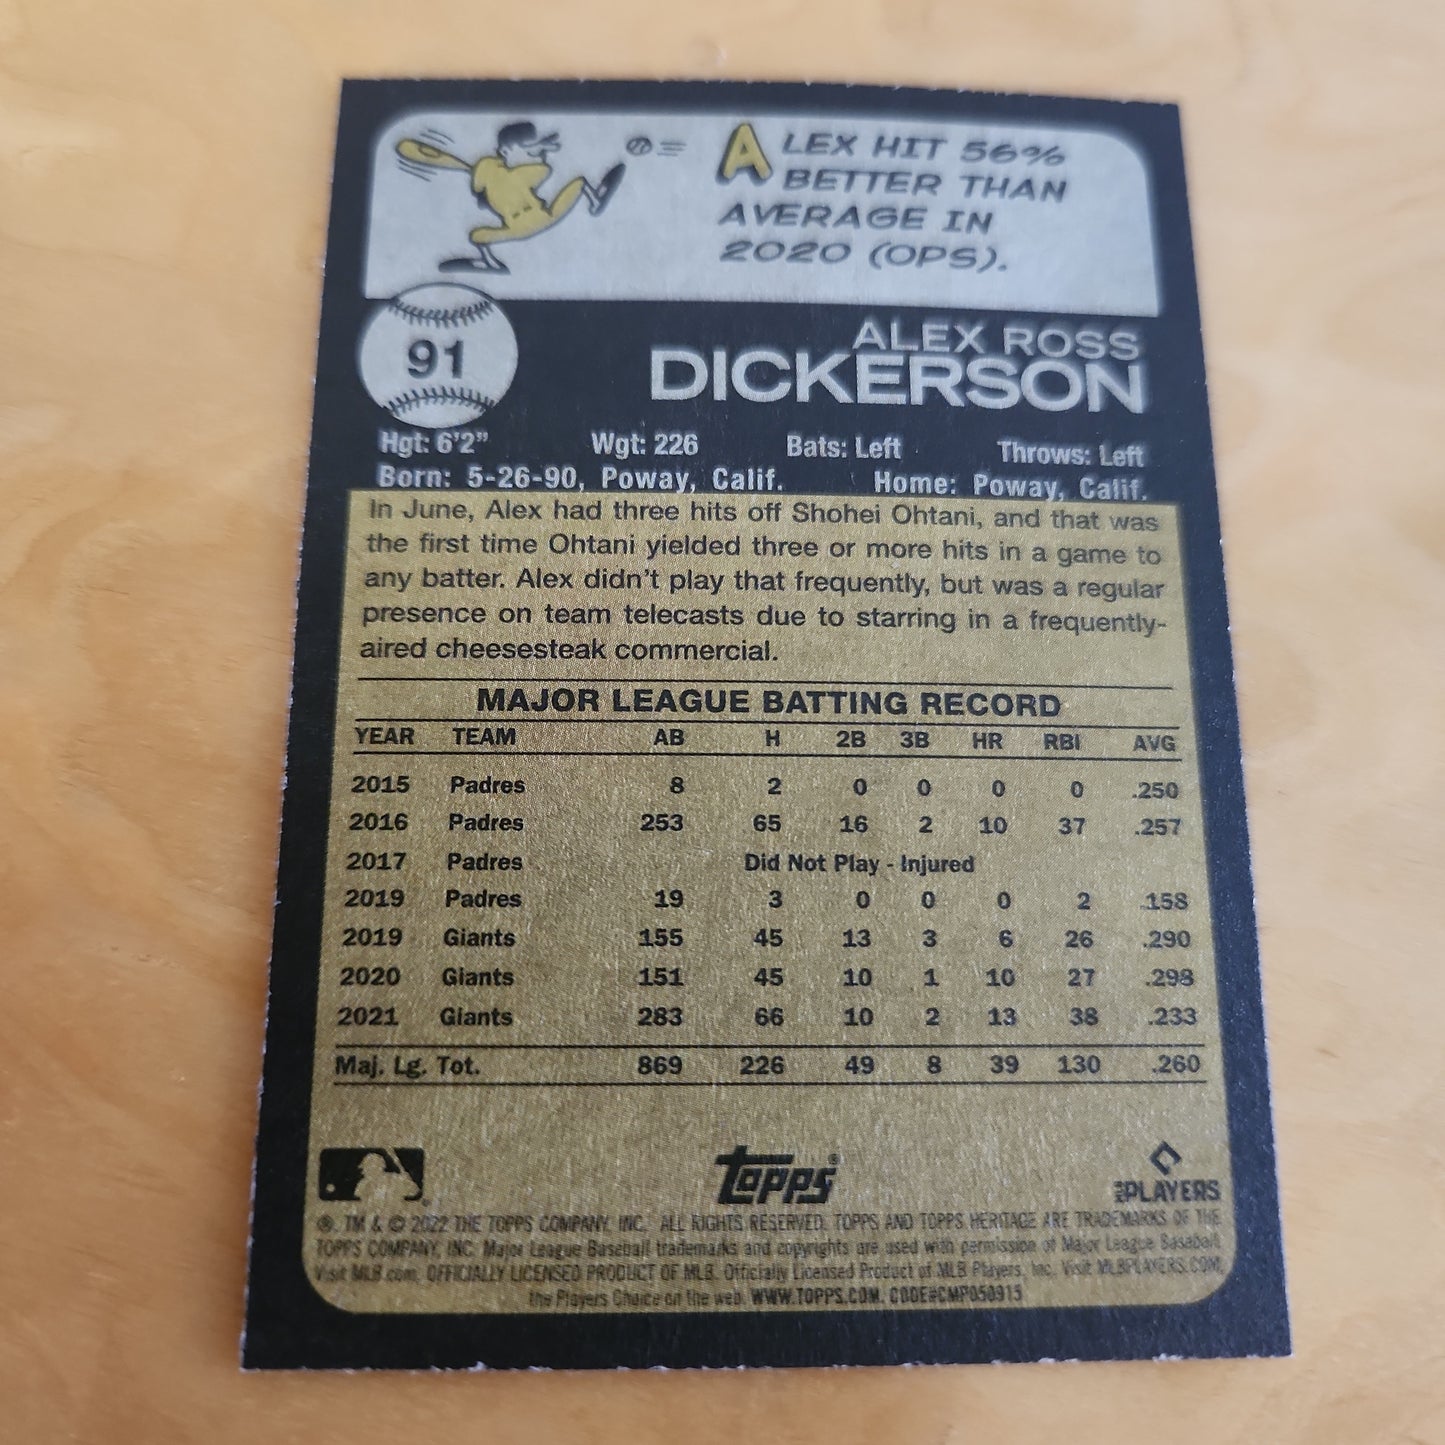 ALEX HIT 56%
BETTER THAN
AVERAGE IN
2020 (OPS).
91
ALEX ROSS
DICKERSON
Hgt: 6'2" Wgt: 226 Bats: Left Throws: Left
Born: 5-26-90, Poway, Calif. Home: Poway, Calif.
In June, Alex had three hits off Shohei Ohtani, and that was
the first time Ohtani yielded three or more hits in a game to
any batter. Alex didn't play that frequently, but was a regular
presence on team telecasts due to starring in a frequently-
aired cheesesteak commercial.
MAJOR LEAGUE BATTING RECORD
YEAR TEAM AB H 2B 3B HR RBI AVG
2015 Padres 8 2 0 0 0 0 .250
2016 Padres 253 65 16 2 10 37 .257
2017 Padres Did Not Play - Injured
2019 Padres 19 3 0 0 0 2 .158
2019 Giants 155 45 13 3 6 26 .290
2020 Giants 151 45 10 1 10 27 .298
2021 Giants 283 66 10 2 13 38 .233
Maj. Lg. Tot. 869 226 49 8 39 130 .260
topps®
MLB PLAYERS
®, TM & © 2022 THE TOPPS COMPANY, INC. ALL RIGHTS RESERVED. TOPPS AND TOPPS HERITAGE ARE TRADEMARKS OF THE
TOPPS COMPANY, INC. Major League Baseball trademarks and copyrights are used with permission of Major League Baseball.
Visit MLB.com. OFFICIALLY LICENSED PRODUCT OF MLB. Officially Licensed Product of MLB Players, Inc. Visit MLBPLAYERS.COM,
the Players Choice on the web. WWW.TOPPS.COM. CODE#CMP050315